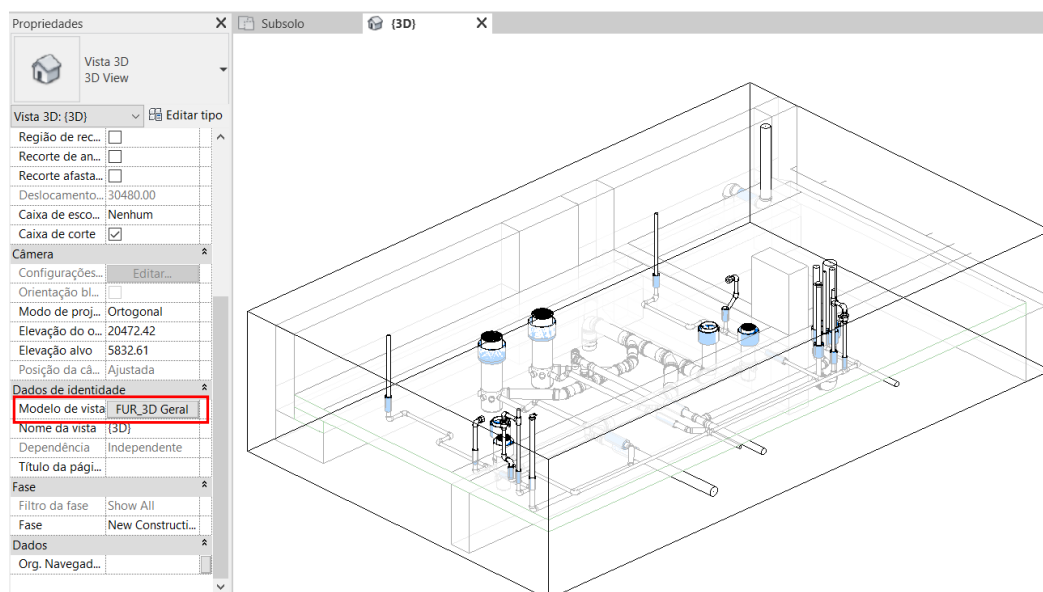 Propriedades
Subsolo
{3D}
Vista 3D
3D View
Vista 3D: {3D}
Editar tipo
Região de rec...
Recorte de an...
Recorte afasta...
Deslocamento... 30480.00
Caixa de esco... Nenhum
Caixa de corte
Câmera
Configurações... Editar...
Orientação bl...
Modo de proj... Ortogonal
Elevação do o... 20472.42
Elevação alvo 5832.61
Posição da câ... Ajustada
Dados de identidade
Modelo de vista FUR_3D Geral
Nome da vista {3D}
Dependência Independente
Título da pági...
Fase
Filtro da fase Show All
Fase New Constructi...
Dados
Org. Navegad...